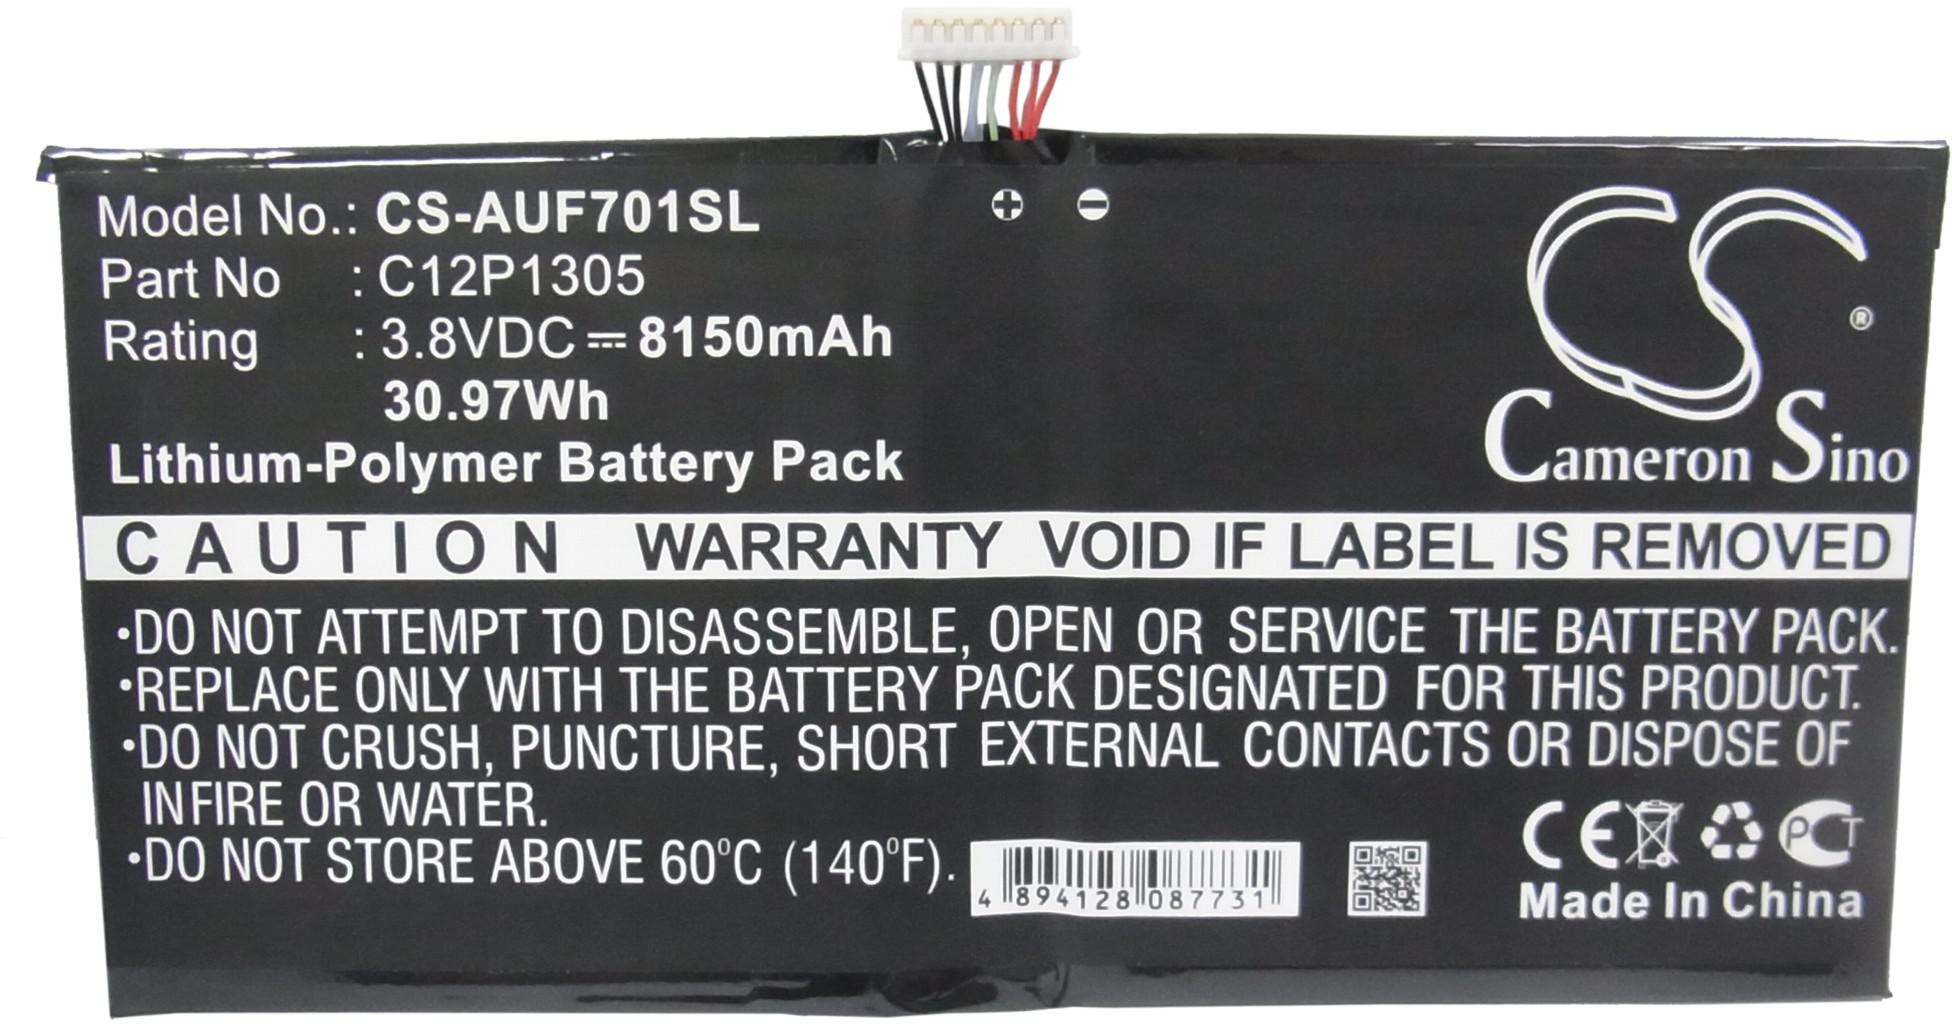 Model No.: CS-AUF701SL
Part No : C12P1305
Rating : 3.8VDC⎓8150mAh
30.97Wh
Lithium-Polymer Battery Pack
®
Cameron Sino
CAUTION WARRANTY VOID IF LABEL IS REMOVED
•DO NOT ATTEMPT TO DISASSEMBLE, OPEN OR SERVICE THE BATTERY PACK.
•REPLACE ONLY WITH THE BATTERY PACK DESIGNATED FOR THIS PRODUCT.
•DO NOT CRUSH, PUNCTURE, SHORT EXTERNAL CONTACTS OR DISPOSE OF
INFIRE OR WATER.
•DO NOT STORE ABOVE 60°C (140°F).
4 894128 087731
CE PCT
Made In China